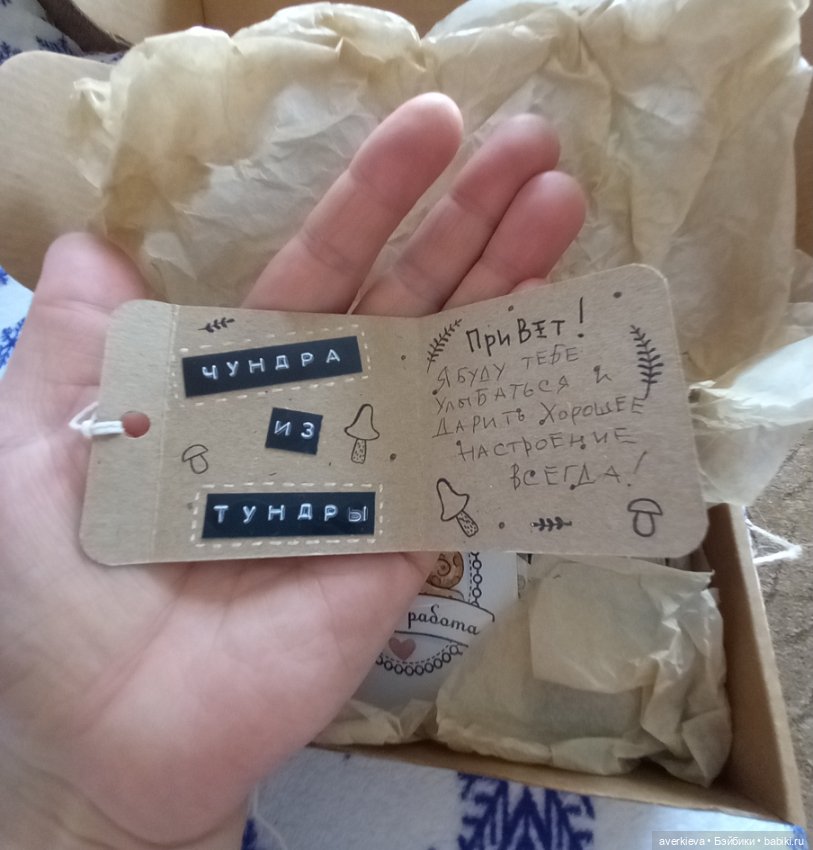 ЧУНДРА
ИЗ
ТУНДРЫ
ПриВЕТ!
Я БУДУ ТЕБЕ
УЛЫБАТЬСЯ И
ДАРИТЬ ХОРОШЕЕ
НАСТРОЕНИЕ
ВСЕГДА!
работа
averkieva • Бэйбики • babiki.ru